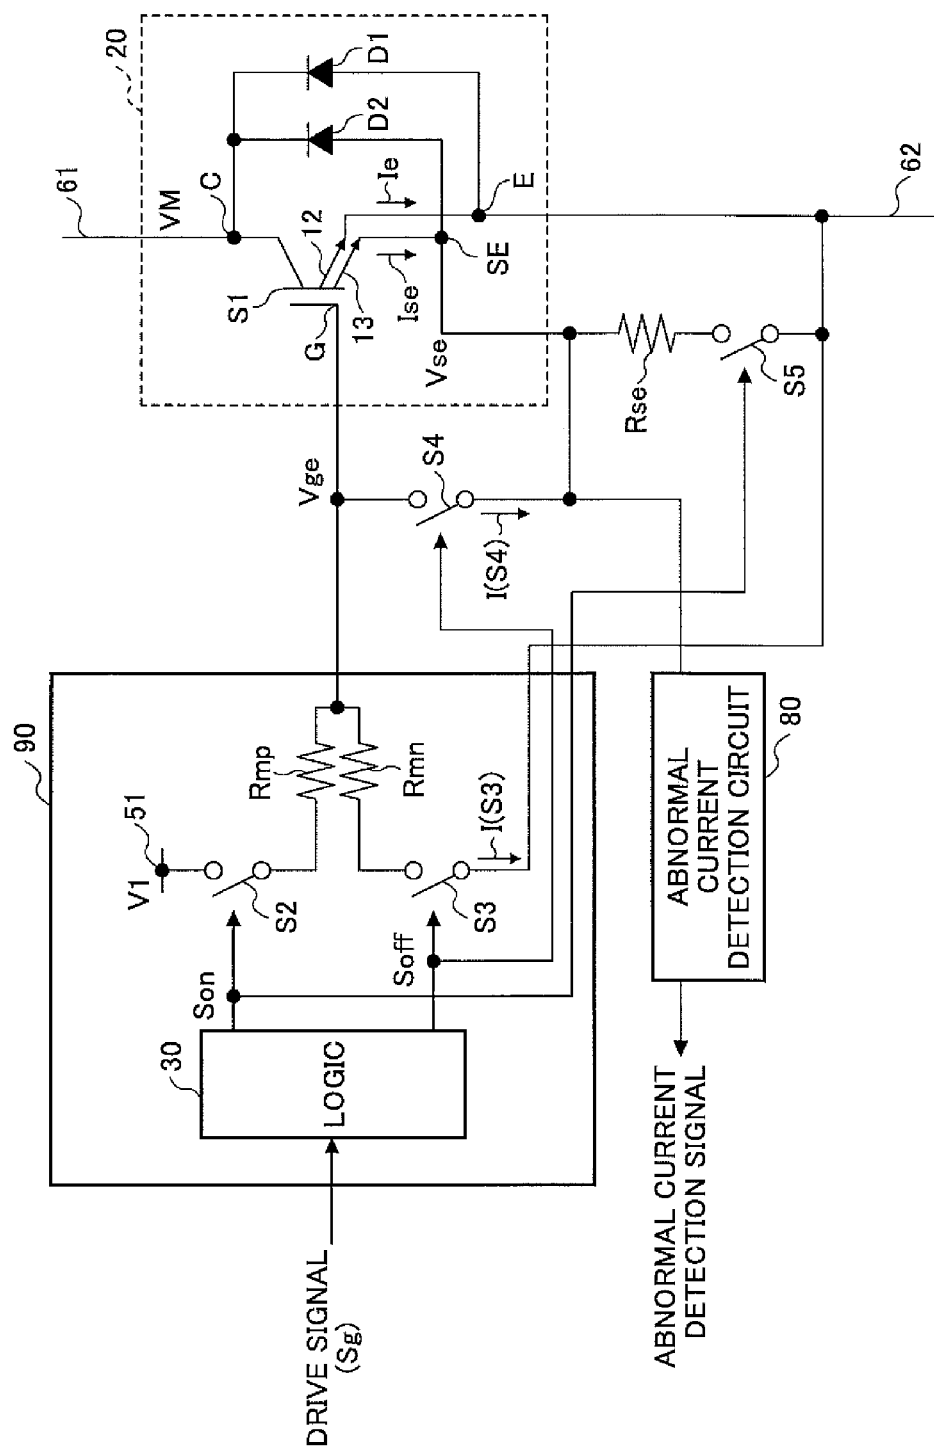 61
VM
20
C
D1
D2
S1
12
Ie
E
G
13
Ise
SE
62
Vse
Rse
S5
Vge
S4
I(S4)
90
Rmp
Rmn
V1
51
S2
S3
I(S3)
Son
Soff
30
LOGIC
ABNORMAL
CURRENT
DETECTION CIRCUIT
80
DRIVE SIGNAL
(Sg)
ABNORMAL CURRENT
DETECTION SIGNAL